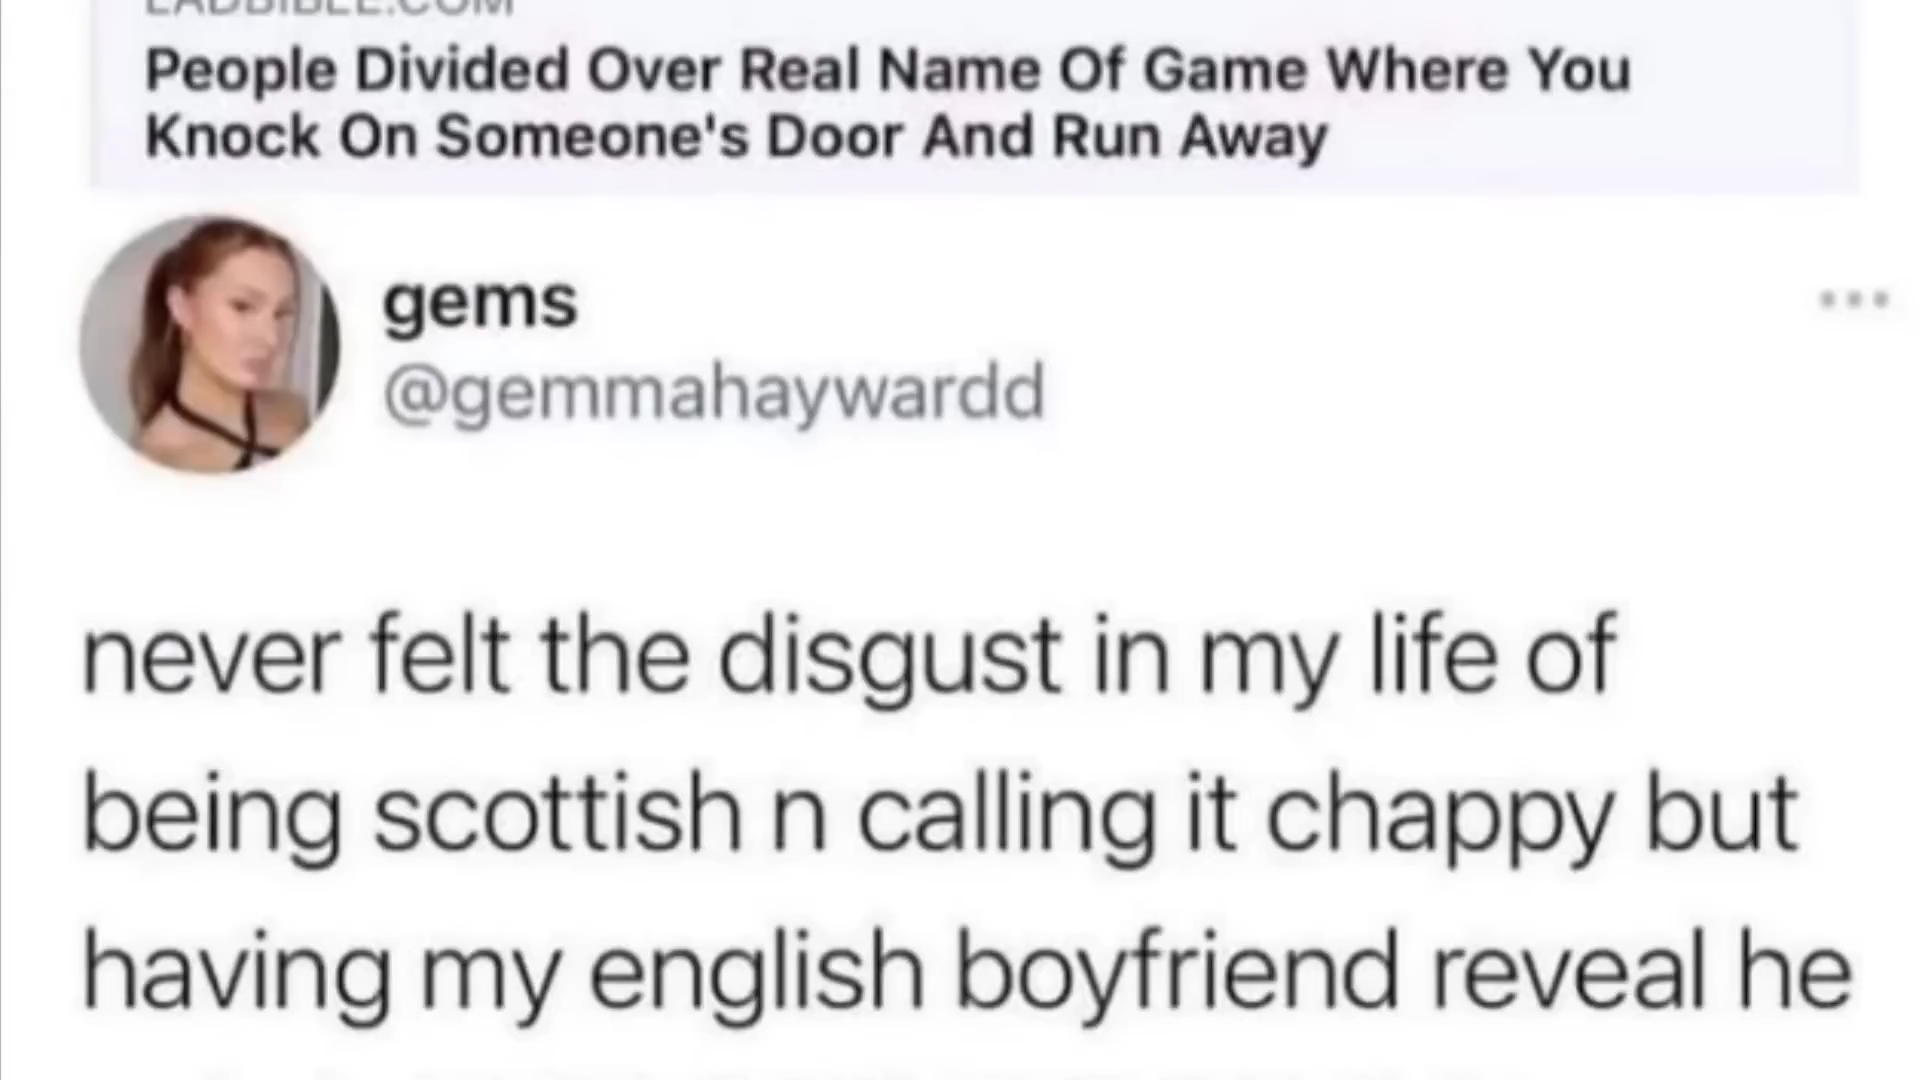 LADBIBLE.COM
People Divided Over Real Name Of Game Where You
Knock On Someone's Door And Run Away
gems
@gemmahaywardd
never felt the disgust in my life of
being scottish n calling it chappy but
having my english boyfriend reveal he